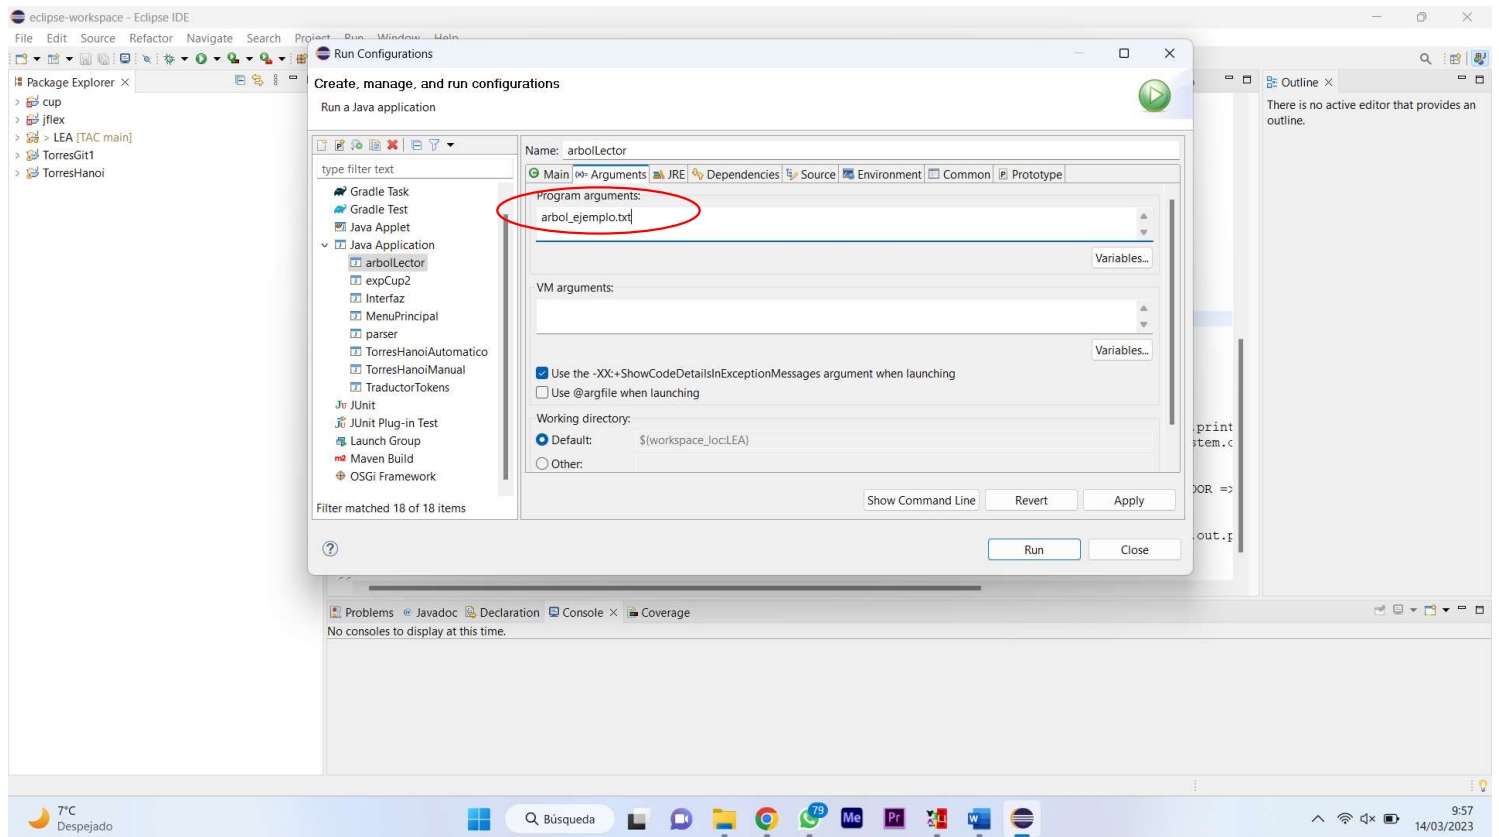 eclipse-workspace - Eclipse IDE
File Edit Source Refactor Navigate Search Project Run Window Help
Package Explorer
cup
jflex
> LEA [TAC main]
TorresGit1
TorresHanoi
Run Configurations
Create, manage, and run configurations
Run a Java application
type filter text
Gradle Task
Gradle Test
Java Applet
Java Application
arbolLector
expCup2
Interfaz
MenuPrincipal
parser
TorresHanoiAutomatico
TorresHanoiManual
TraductorTokens
JUnit
JUnit Plug-in Test
Launch Group
Maven Build
OSGi Framework
Filter matched 18 of 18 items
Name: arbolLector
Main Arguments JRE Dependencies Source Environment Common Prototype
Program arguments:
arbol_ejemplo.txt
Variables...
VM arguments:
Variables...
Use the -XX:+ShowCodeDetailsInExceptionMessages argument when launching
Use @argfile when launching
Working directory:
Default: ${workspace_loc:LEA}
Other:
Show Command Line Revert Apply
Run Close
.print
stem.c
OOR =>
.out.p
Outline
There is no active editor that provides an
outline.
Problems Javadoc Declaration Console Coverage
No consoles to display at this time.
7°C
Despejado
Búsqueda
79
Me
Pr
9:57
14/03/2023